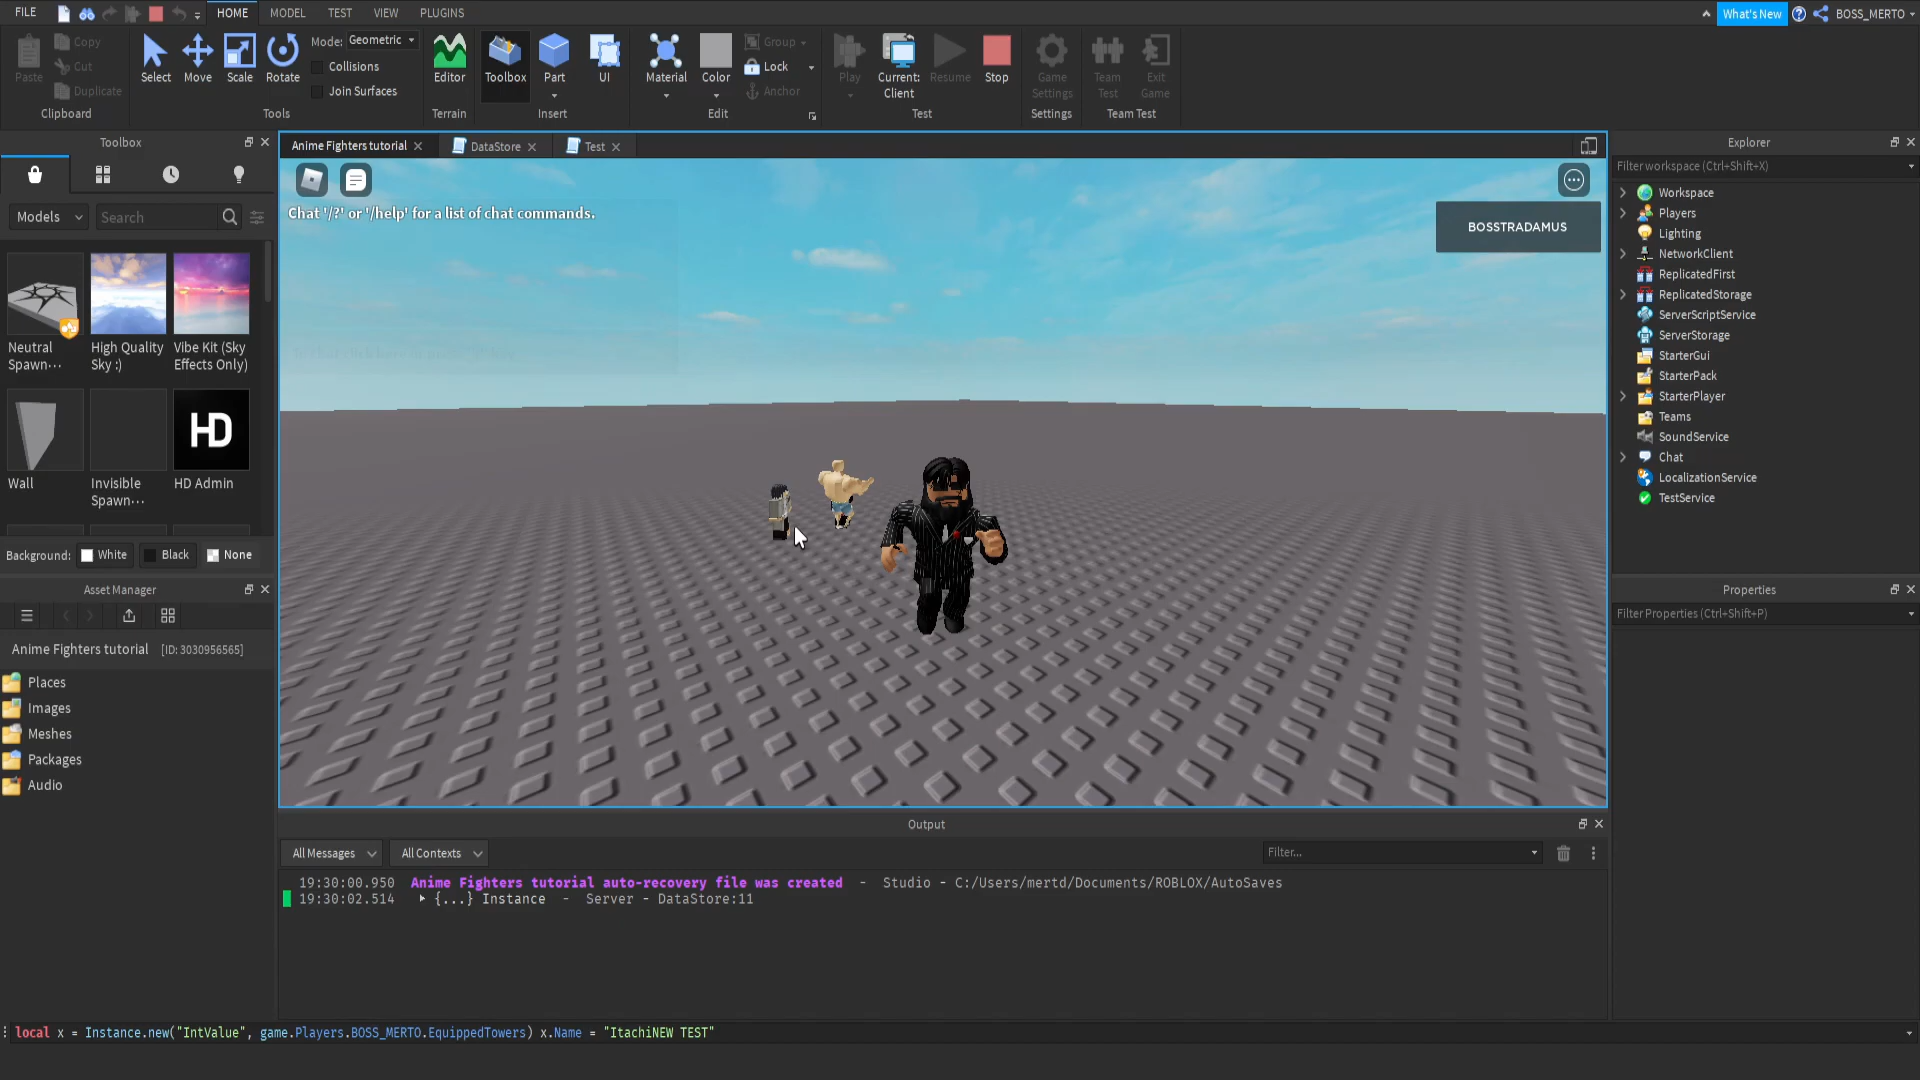 FILE HOME MODEL TEST VIEW PLUGINS What's New BOSS_MERTO
Paste Copy Cut Duplicate
Clipboard
Select Move Scale Rotate Mode: Geometric
Collisions
Join Surfaces
Tools
Editor
Terrain
Toolbox Part UI
Insert
Material Color Group Lock Anchor
Edit
Play Current: Client Resume Stop
Test
Game Settings
Settings
Team Test Exit Game
Team Test
Toolbox
Models Search
Neutral Spawn...
High Quality Sky :)
Vibe Kit (Sky Effects Only)
HD
Wall
Invisible Spawn...
HD Admin
Background: White Black None
Asset Manager
Anime Fighters tutorial [ID: 3030956565]
Places
Images
Meshes
Packages
Audio
Anime Fighters tutorial DataStore Test
Chat '/?' or '/help' for a list of chat commands.
BOSSTRADAMUS
Output
All Messages All Contexts Filter...
19:30:00.950 Anime Fighters tutorial auto-recovery file was created - Studio - C:/Users/mertd/Documents/ROBLOX/AutoSaves
19:30:02.514 ▸ {...} Instance - Server - DataStore:11
Explorer
Filter workspace (Ctrl+Shift+X)
Workspace
Players
Lighting
NetworkClient
ReplicatedFirst
ReplicatedStorage
ServerScriptService
ServerStorage
StarterGui
StarterPack
StarterPlayer
Teams
SoundService
Chat
LocalizationService
TestService
Properties
Filter Properties (Ctrl+Shift+P)
local x = Instance.new("IntValue", game.Players.BOSS_MERTO.EquippedTowers) x.Name = "ItachiNEW TEST"